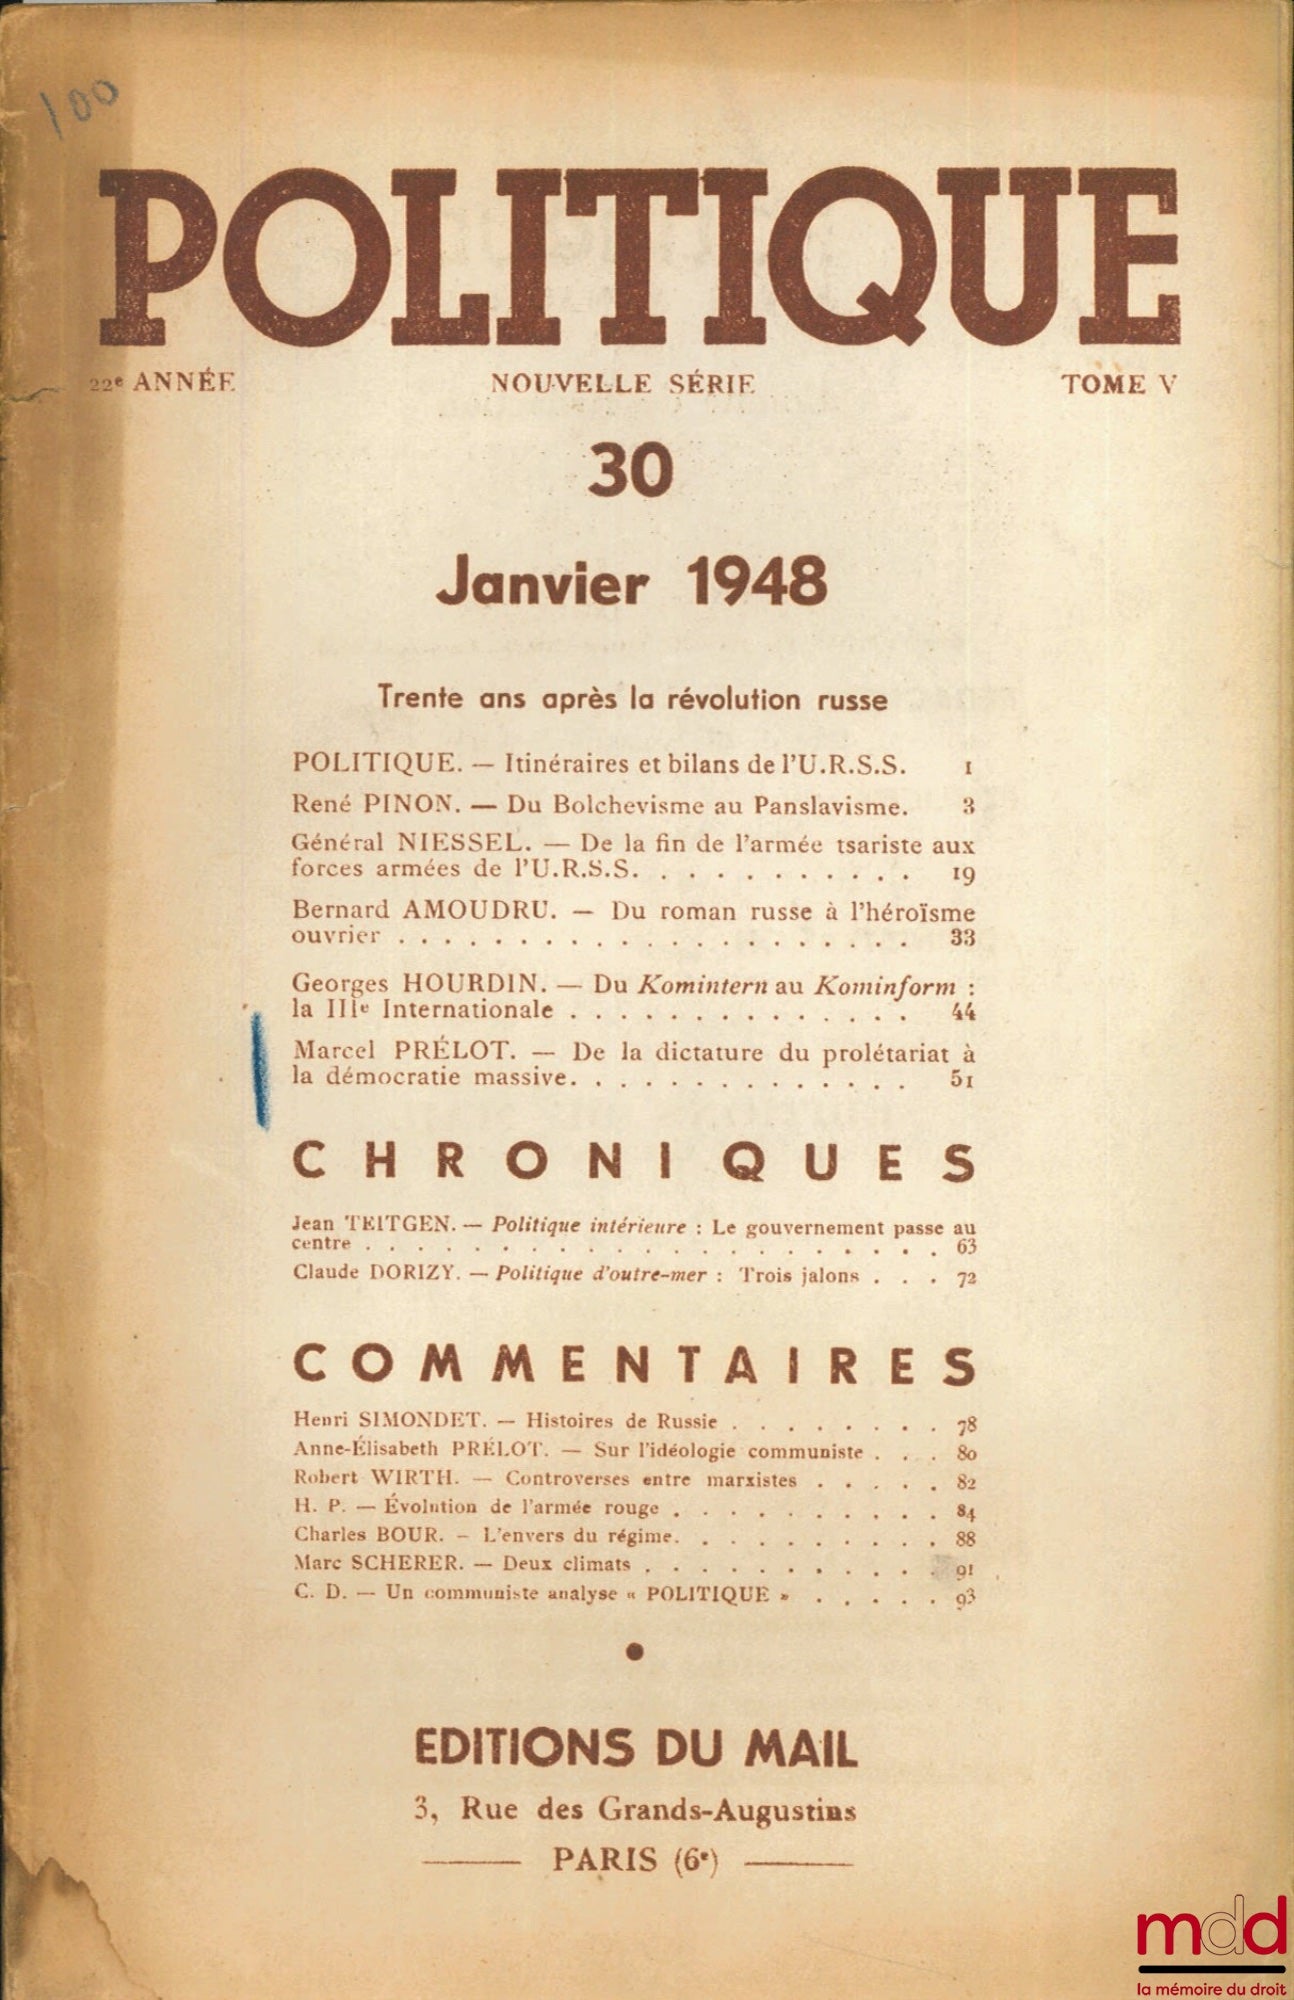 100
POLITIQUE
22e ANNÉE NOUVELLE SÉRIE TOME V
30
Janvier 1948
Trente ans après la révolution russe
POLITIQUE. — Itinéraires et bilans de l'U.R.S.S. 1
René PINON. — Du Bolchevisme au Panslavisme. 3
Général NIESSEL. — De la fin de l'armée tsariste aux
forces armées de l'U.R.S.S. . . . . . . . . . . . 19
Bernard AMOUDRU. — Du roman russe à l'héroïsme
ouvrier . . . . . . . . . . . . . . . . . . . 33
Georges HOURDIN. — Du Komintern au Kominform :
la IIIe Internationale . . . . . . . . . . . . . . 44
Marcel PRÉLOT. — De la dictature du prolétariat à
la démocratie massive. . . . . . . . . . . . . . 51
CHRONIQUES
Jean TEITGEN. — Politique intérieure : Le gouvernement passe au
centre . . . . . . . . . . . . . . . . . . . . . 63
Claude DORIZY. — Politique d'outre-mer : Trois jalons . . . 72
COMMENTAIRES
Henri SIMONDET. — Histoires de Russie . . . . . . . . 78
Anne-Élisabeth PRÉLOT. — Sur l'idéologie communiste . . . 80
Robert WIRTH. — Controverses entre marxistes . . . . . 82
H. P. — Évolution de l'armée rouge . . . . . . . . . . 84
Charles BOUR. – L'envers du régime. . . . . . . . . . 88
Marc SCHERER. — Deux climats . . . . . . . . . . . 91
C. D. — Un communiste analyse « POLITIQUE » . . . . . 93
EDITIONS DU MAIL
3, Rue des Grands-Augustins
PARIS (6e)
mdd
la mémoire du droit